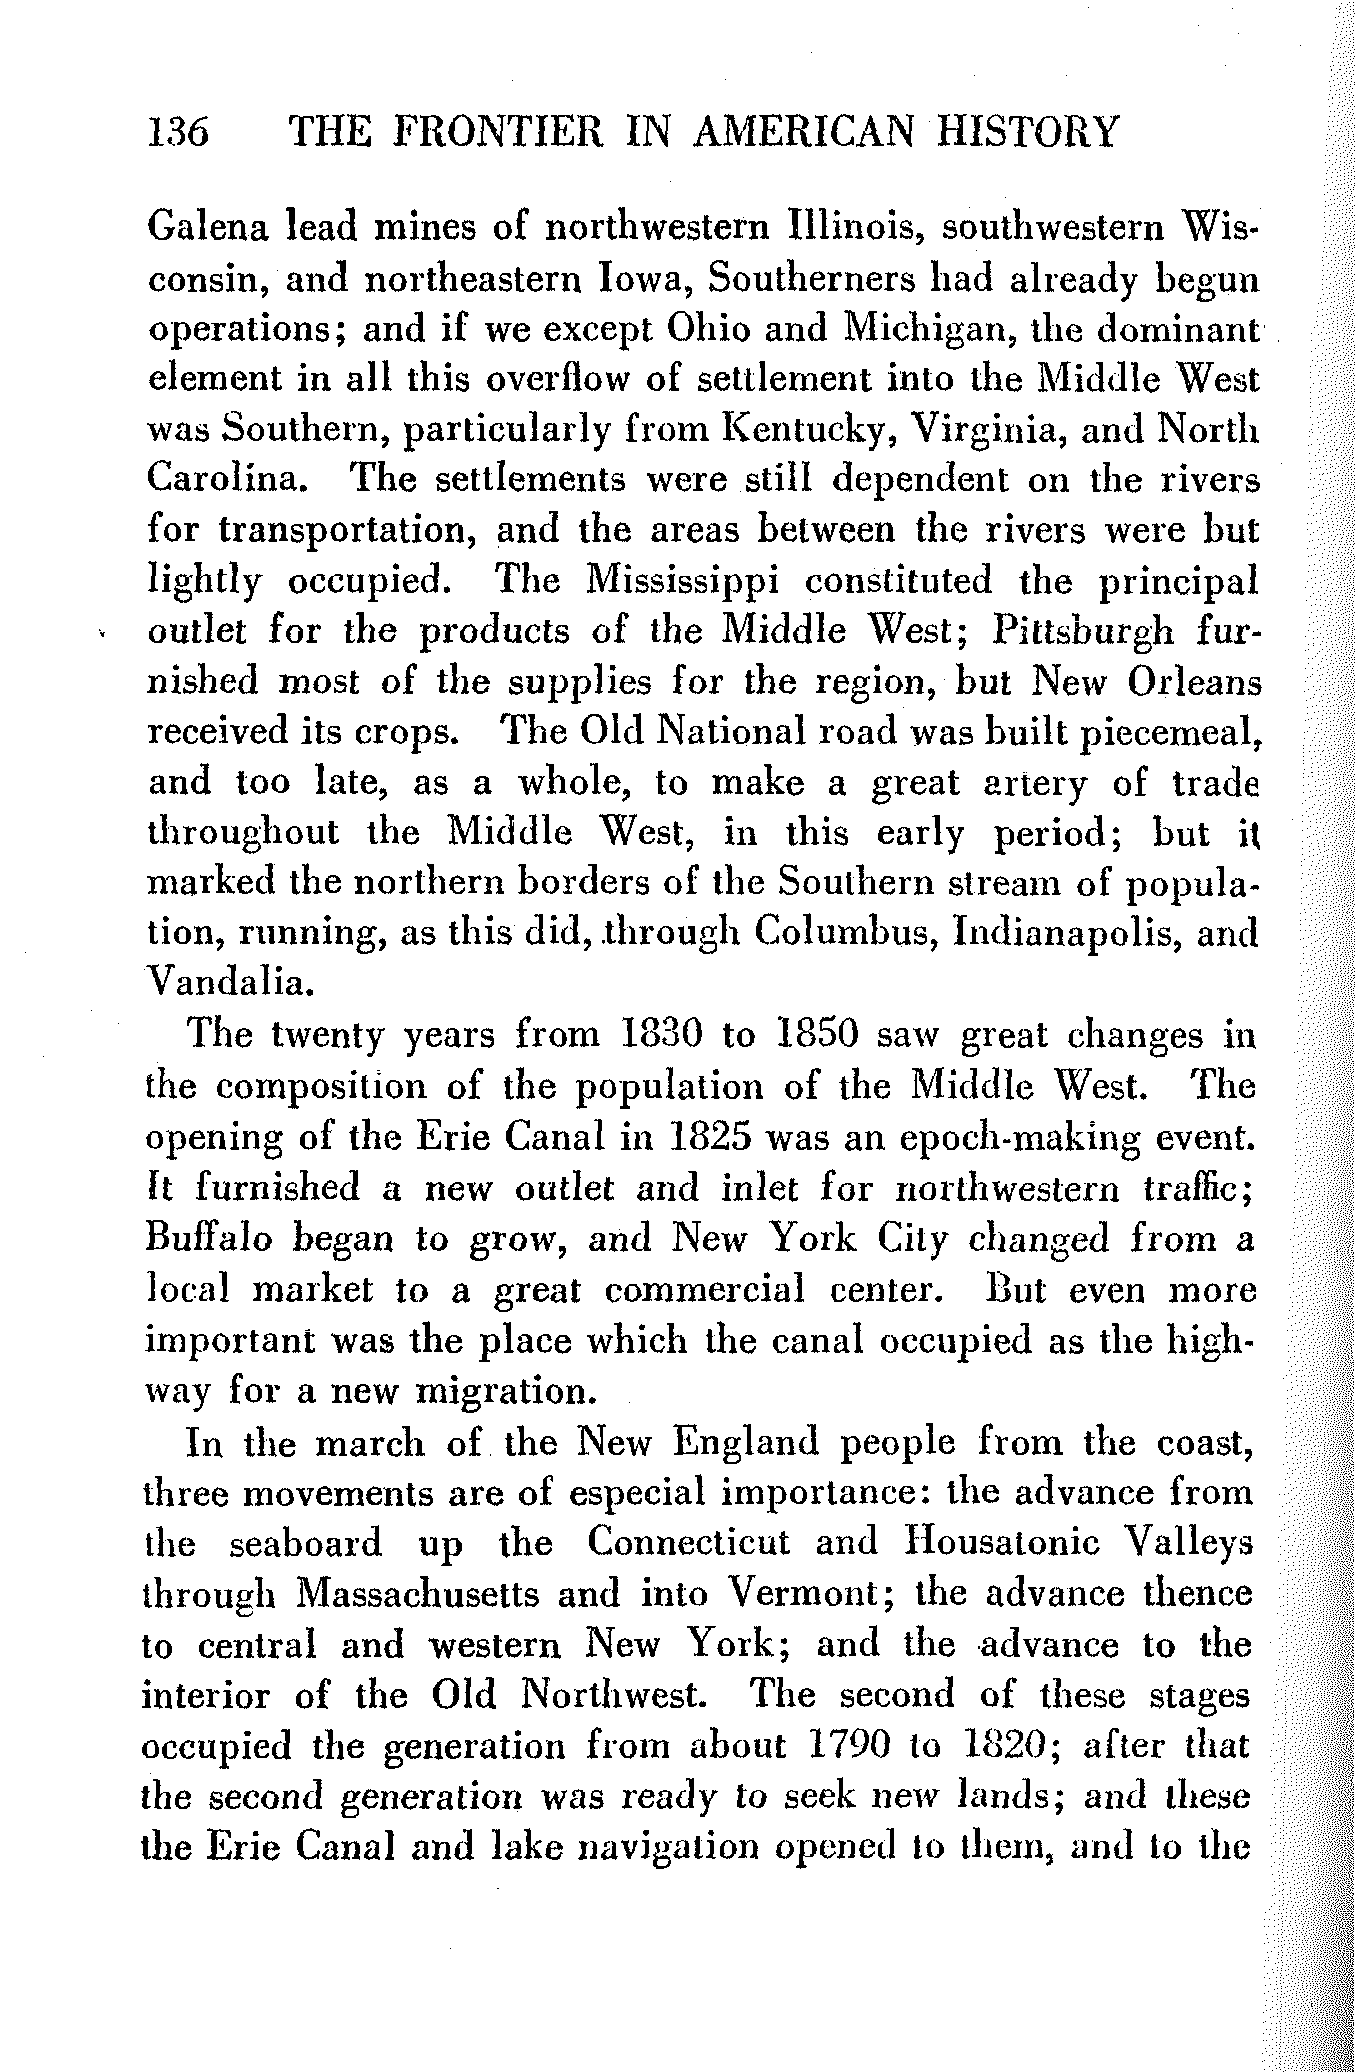 136 THE FRONTIER IN AMERICAN HISTORY
Galena lead mines of northwestern Illinois, southwestern Wis-
consin, and northeastern Iowa, Southerners had already begun
operations; and if we except Ohio and Michigan, the dominant
element in all this overflow of settlement into the Middle West
was Southern, particularly from Kentucky, Virginia, and North
Carolina. The settlements were still dependent on the rivers
for transportation, and the areas between the rivers were but
lightly occupied. The Mississippi constituted the principal
outlet for the products of the Middle West; Pittsburgh fur-
nished most of the supplies for the region, but New Orleans
received its crops. The Old National road was built piecemeal,
and too late, as a whole, to make a great artery of trade
throughout the Middle West, in this early period; but it
marked the northern borders of the Southern stream of popula-
tion, running, as this did, through Columbus, Indianapolis, and
Vandalia.
The twenty years from 1830 to 1850 saw great changes in
the composition of the population of the Middle West. The
opening of the Erie Canal in 1825 was an epoch-making event.
It furnished a new outlet and inlet for northwestern traffic;
Buffalo began to grow, and New York City changed from a
local market to a great commercial center. But even more
important was the place which the canal occupied as the high-
way for a new migration.
In the march of the New England people from the coast,
three movements are of especial importance: the advance from
the seaboard up the Connecticut and Housatonic Valleys
through Massachusetts and into Vermont; the advance thence
to central and western New York; and the advance to the
interior of the Old Northwest. The second of these stages
occupied the generation from about 1790 to 1820; after that
the second generation was ready to seek new lands; and these
the Erie Canal and lake navigation opened to them, and to the